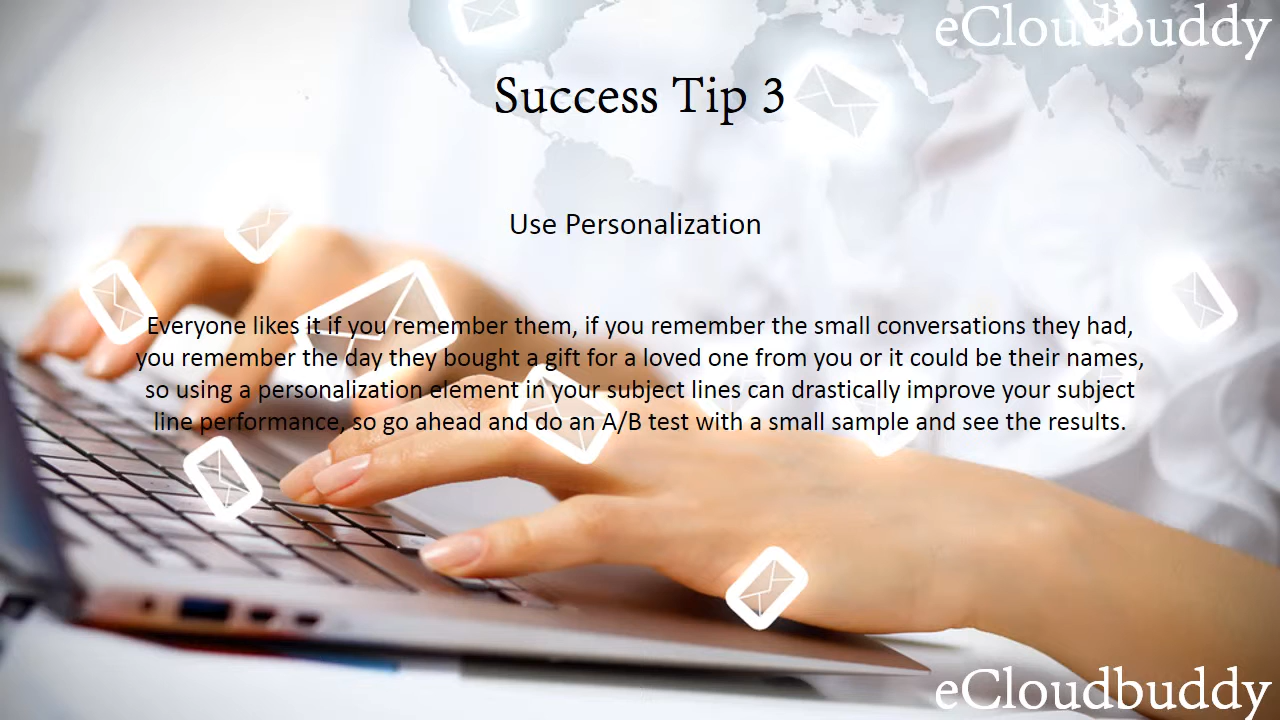 eCloudbuddy
Success Tip 3
Use Personalization
Everyone likes it if you remember them, if you remember the small conversations they had,
you remember the day they bought a gift for a loved one from you or it could be their names,
so using a personalization element in your subject lines can drastically improve your subject
line performance, so go ahead and do an A/B test with a small sample and see the results.
eCloudbuddy